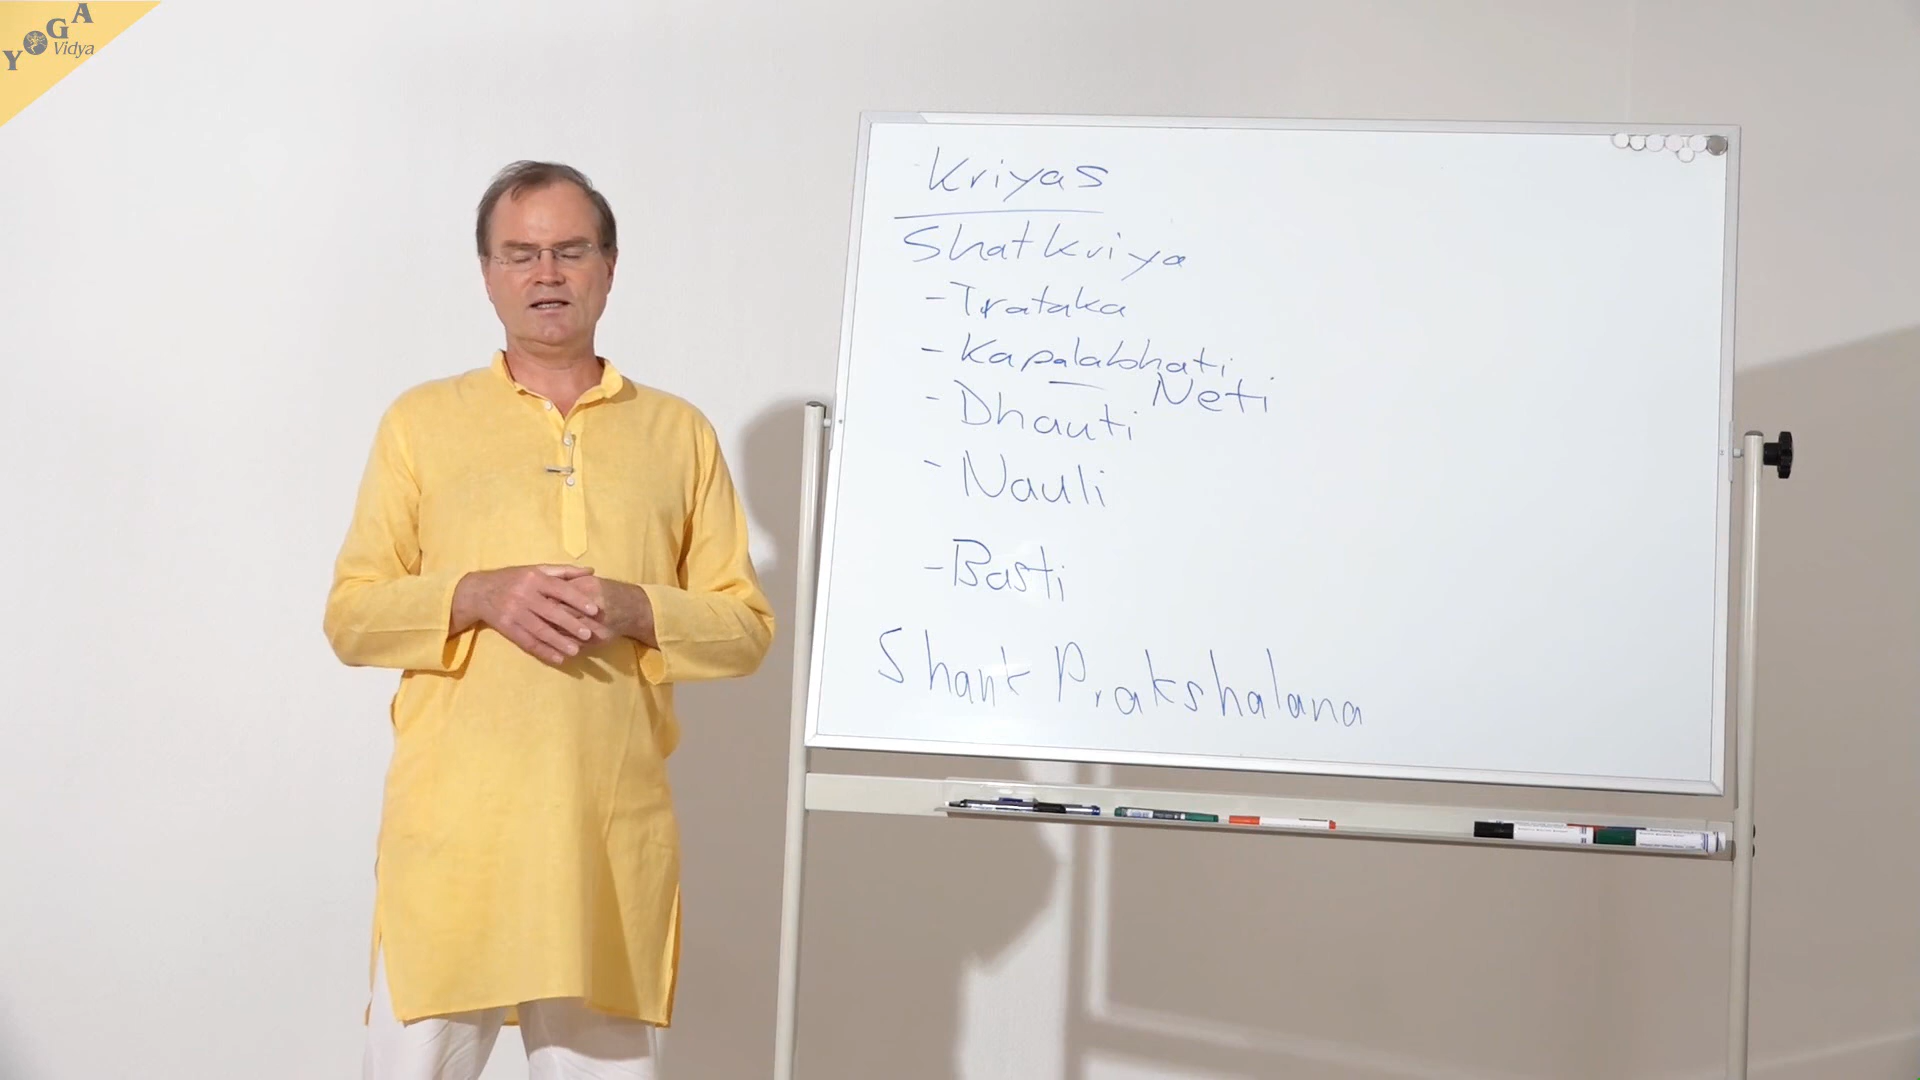 YOGA
Vidya
Kriyas
Shatkriya
- Trataka
- Kapalabhati
Neti
- Dhauti
- Nauli
- Basti
Shank Prakshalana